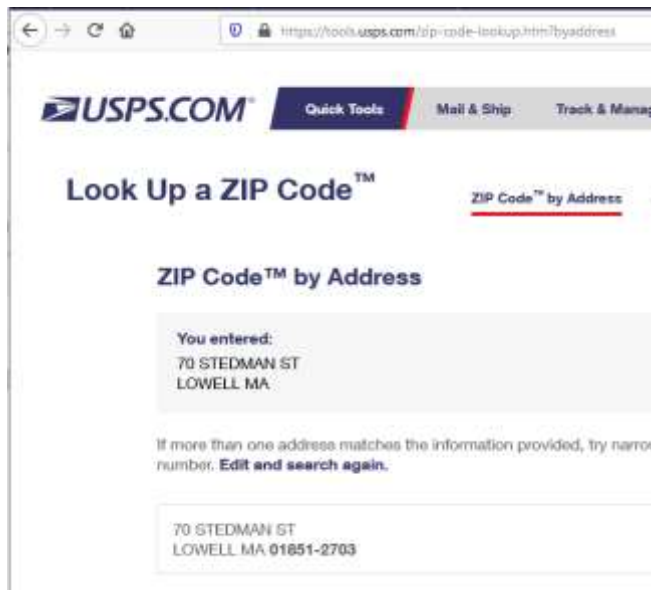 https://tools.usps.com/zip-code-lookup.htm?byaddress
USPS.COM®
Quick Tools
Mail & Ship
Track & Manag
Look Up a ZIP Code™
ZIP Code™ by Address
ZIP Code™ by Address
You entered:
70 STEDMAN ST
LOWELL MA
If more than one address matches the information provided, try narro
number. Edit and search again.
70 STEDMAN ST
LOWELL MA 01851-2703